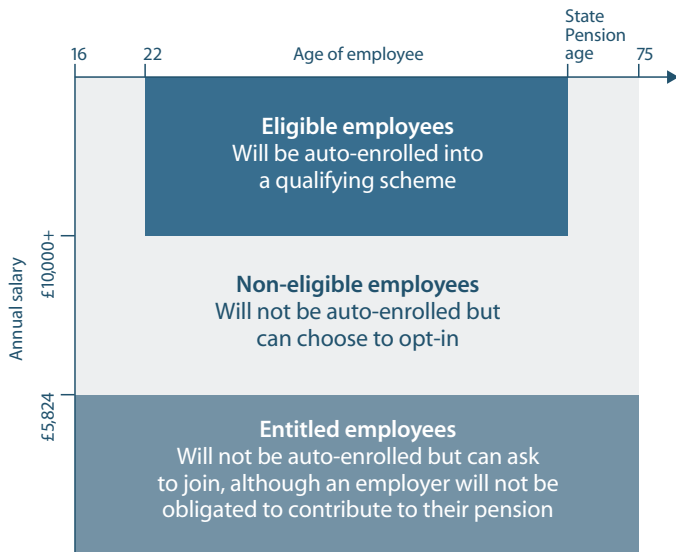 State
Pension
age
16
22
Age of employee
75
Eligible employees
Will be auto-enrolled into
a qualifying scheme
Annual salary
£10,000+
Non-eligible employees
Will not be auto-enrolled but
can choose to opt-in
£5,824
Entitled employees
Will not be auto-enrolled but can ask
to join, although an employer will not be
obligated to contribute to their pension